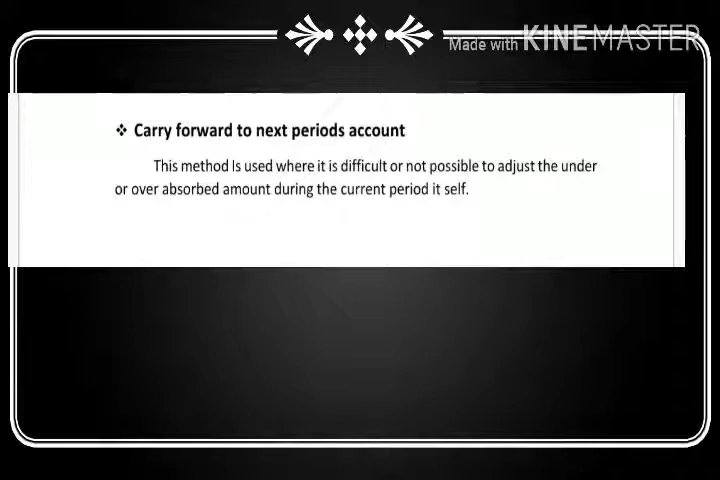 Made with KINEMASTER
❖ Carry forward to next periods account
This method Is used where it is difficult or not possible to adjust the under
or over absorbed amount during the current period it self.